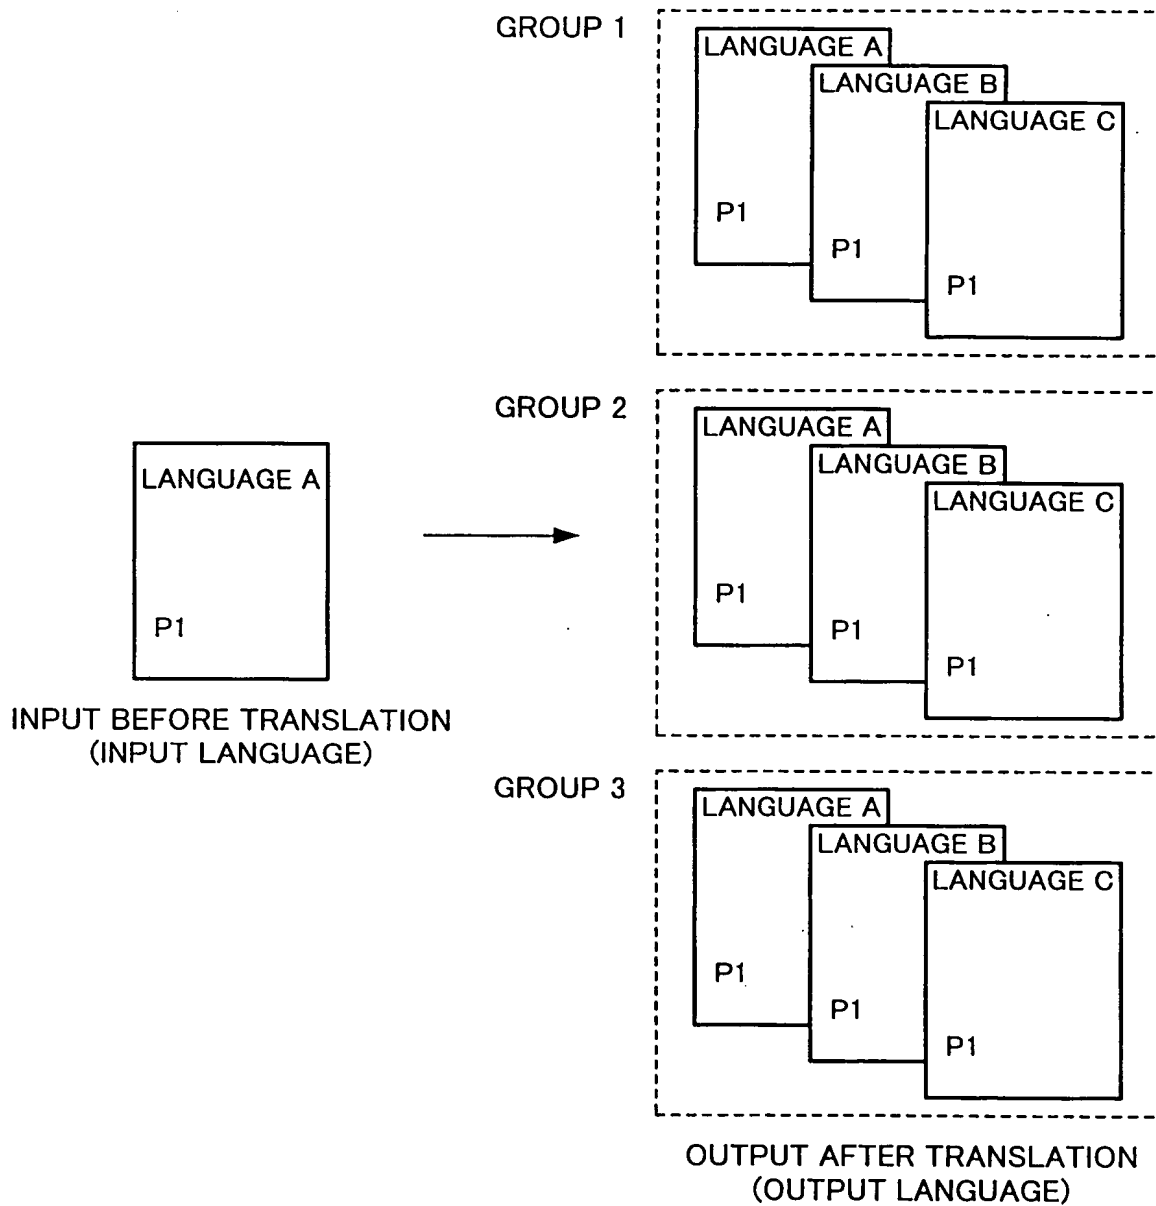 GROUP 1
LANGUAGE A
LANGUAGE B
LANGUAGE C
P1
P1
P1
GROUP 2
LANGUAGE A
LANGUAGE B
LANGUAGE C
P1
P1
P1
LANGUAGE A
P1
INPUT BEFORE TRANSLATION
(INPUT LANGUAGE)
GROUP 3
LANGUAGE A
LANGUAGE B
LANGUAGE C
P1
P1
P1
OUTPUT AFTER TRANSLATION
(OUTPUT LANGUAGE)